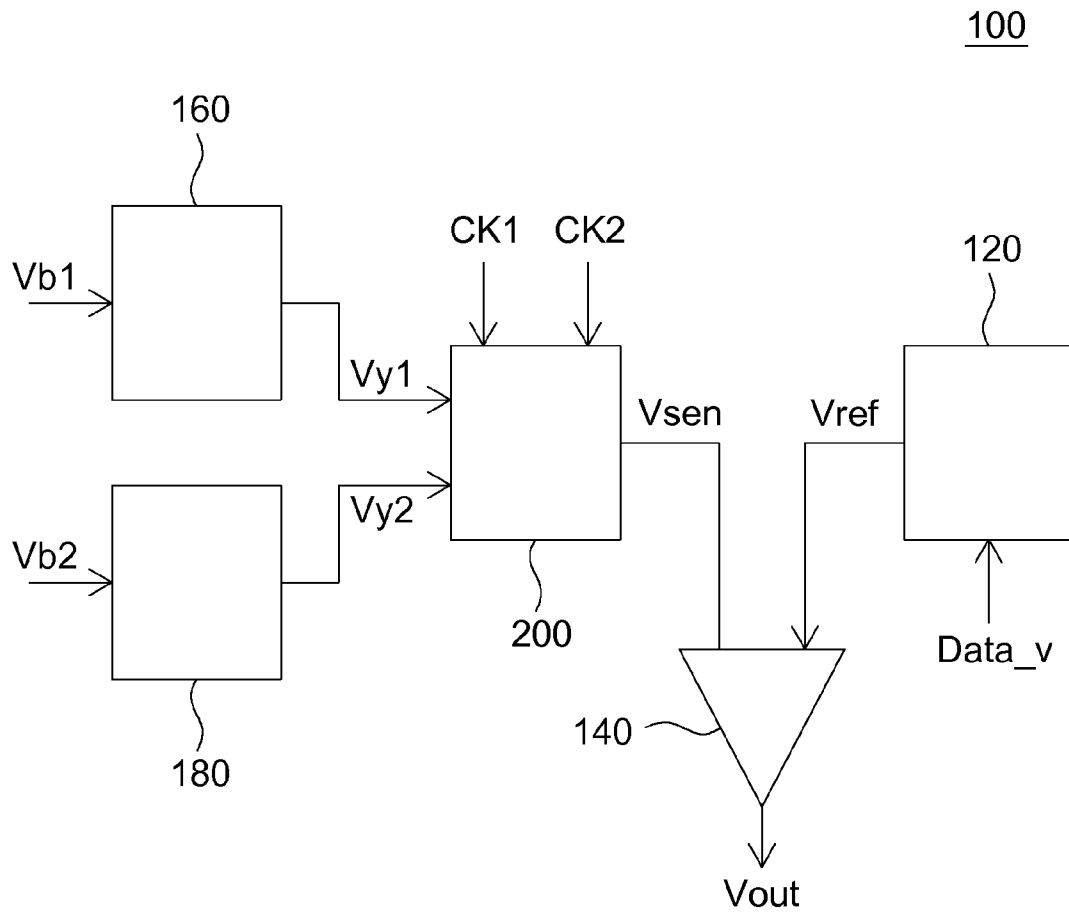 100
160
CK1 CK2
120
Vb1
Vy1
Vsen
Vref
Vy2
Vb2
200
Data_v
140
180
Vout